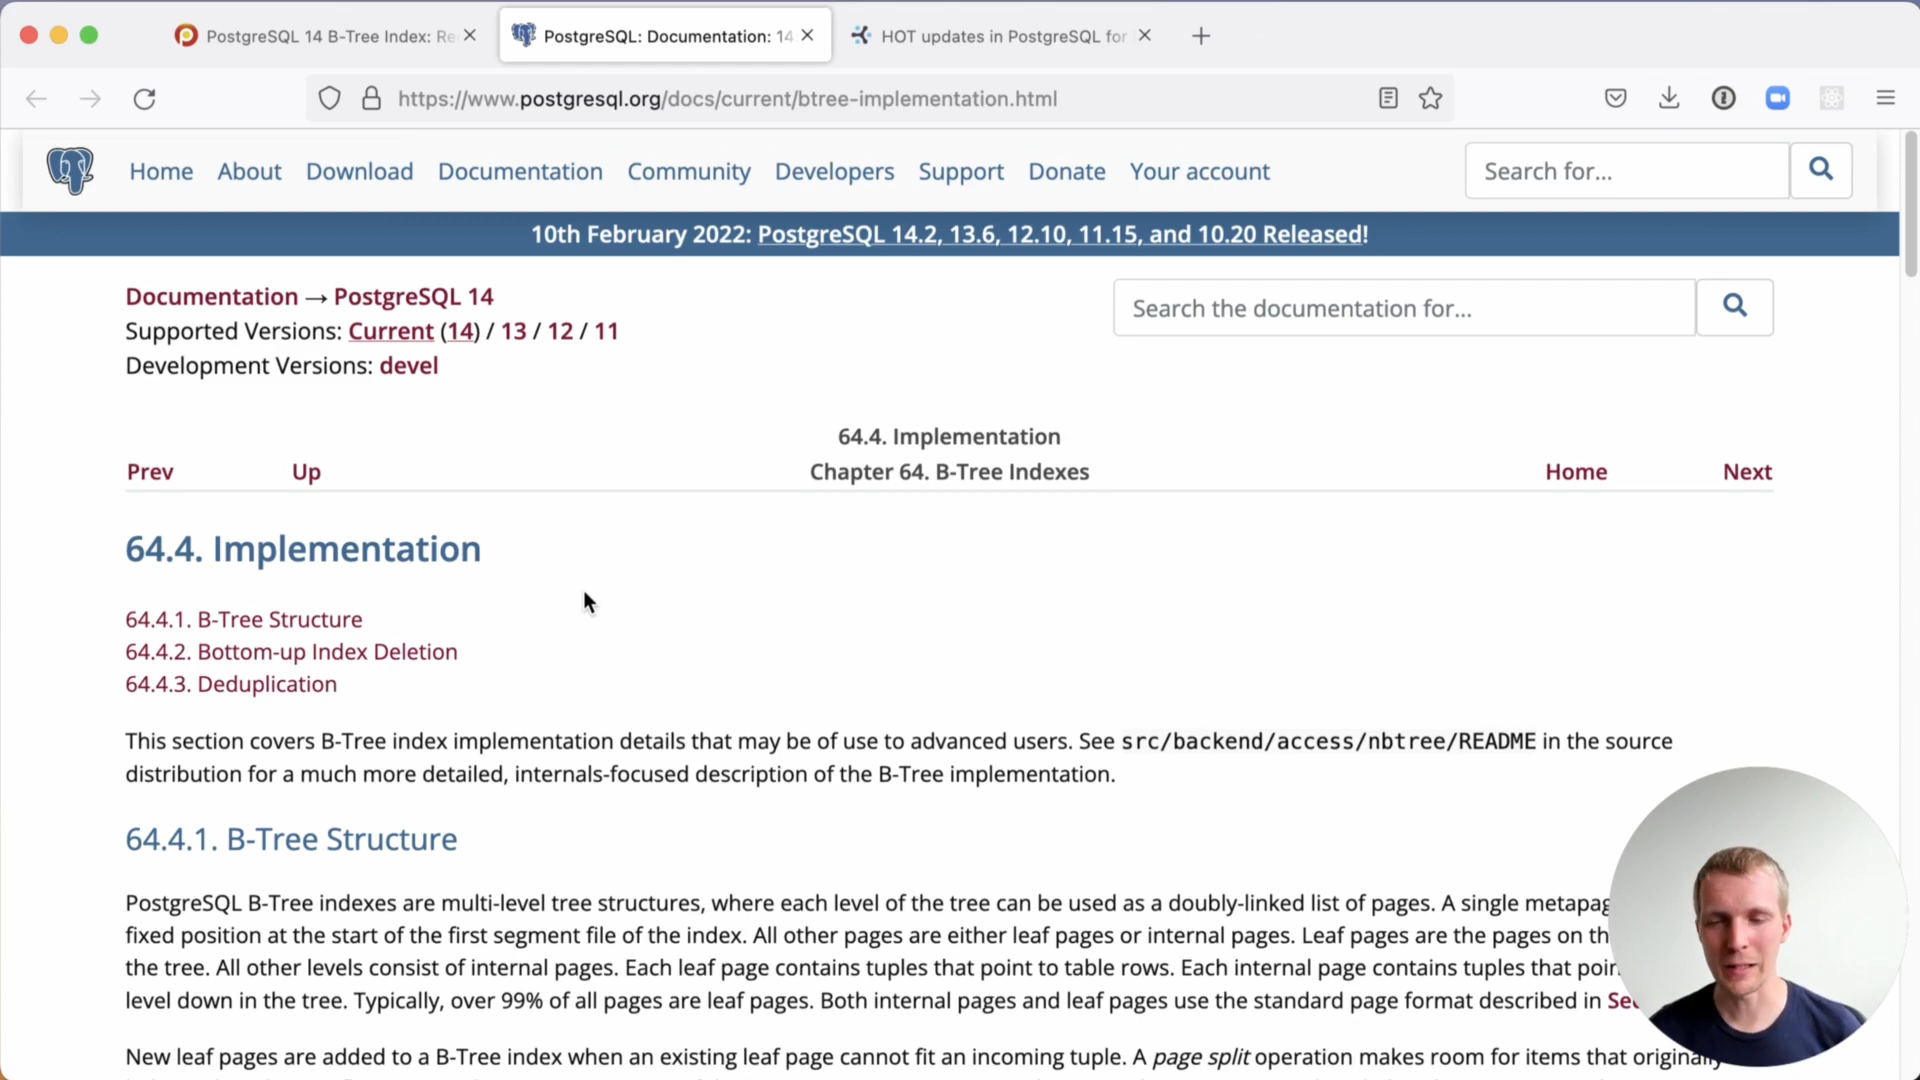 PostgreSQL 14 B-Tree Index: Re
PostgreSQL: Documentation: 14
HOT updates in PostgreSQL for
https://www.postgresql.org/docs/current/btree-implementation.html
Home About Download Documentation Community Developers Support Donate Your account
Search for...
10th February 2022: PostgreSQL 14.2, 13.6, 12.10, 11.15, and 10.20 Released!
Documentation → PostgreSQL 14
Supported Versions: Current (14) / 13 / 12 / 11
Development Versions: devel
Search the documentation for...
64.4. Implementation
Prev Up Chapter 64. B-Tree Indexes Home Next
64.4. Implementation
64.4.1. B-Tree Structure
64.4.2. Bottom-up Index Deletion
64.4.3. Deduplication
This section covers B-Tree index implementation details that may be of use to advanced users. See src/backend/access/nbtree/README in the source
distribution for a much more detailed, internals-focused description of the B-Tree implementation.
64.4.1. B-Tree Structure
PostgreSQL B-Tree indexes are multi-level tree structures, where each level of the tree can be used as a doubly-linked list of pages. A single metapag
fixed position at the start of the first segment file of the index. All other pages are either leaf pages or internal pages. Leaf pages are the pages on th
the tree. All other levels consist of internal pages. Each leaf page contains tuples that point to table rows. Each internal page contains tuples that poin
level down in the tree. Typically, over 99% of all pages are leaf pages. Both internal pages and leaf pages use the standard page format described in Sec
New leaf pages are added to a B-Tree index when an existing leaf page cannot fit an incoming tuple. A page split operation makes room for items that originally